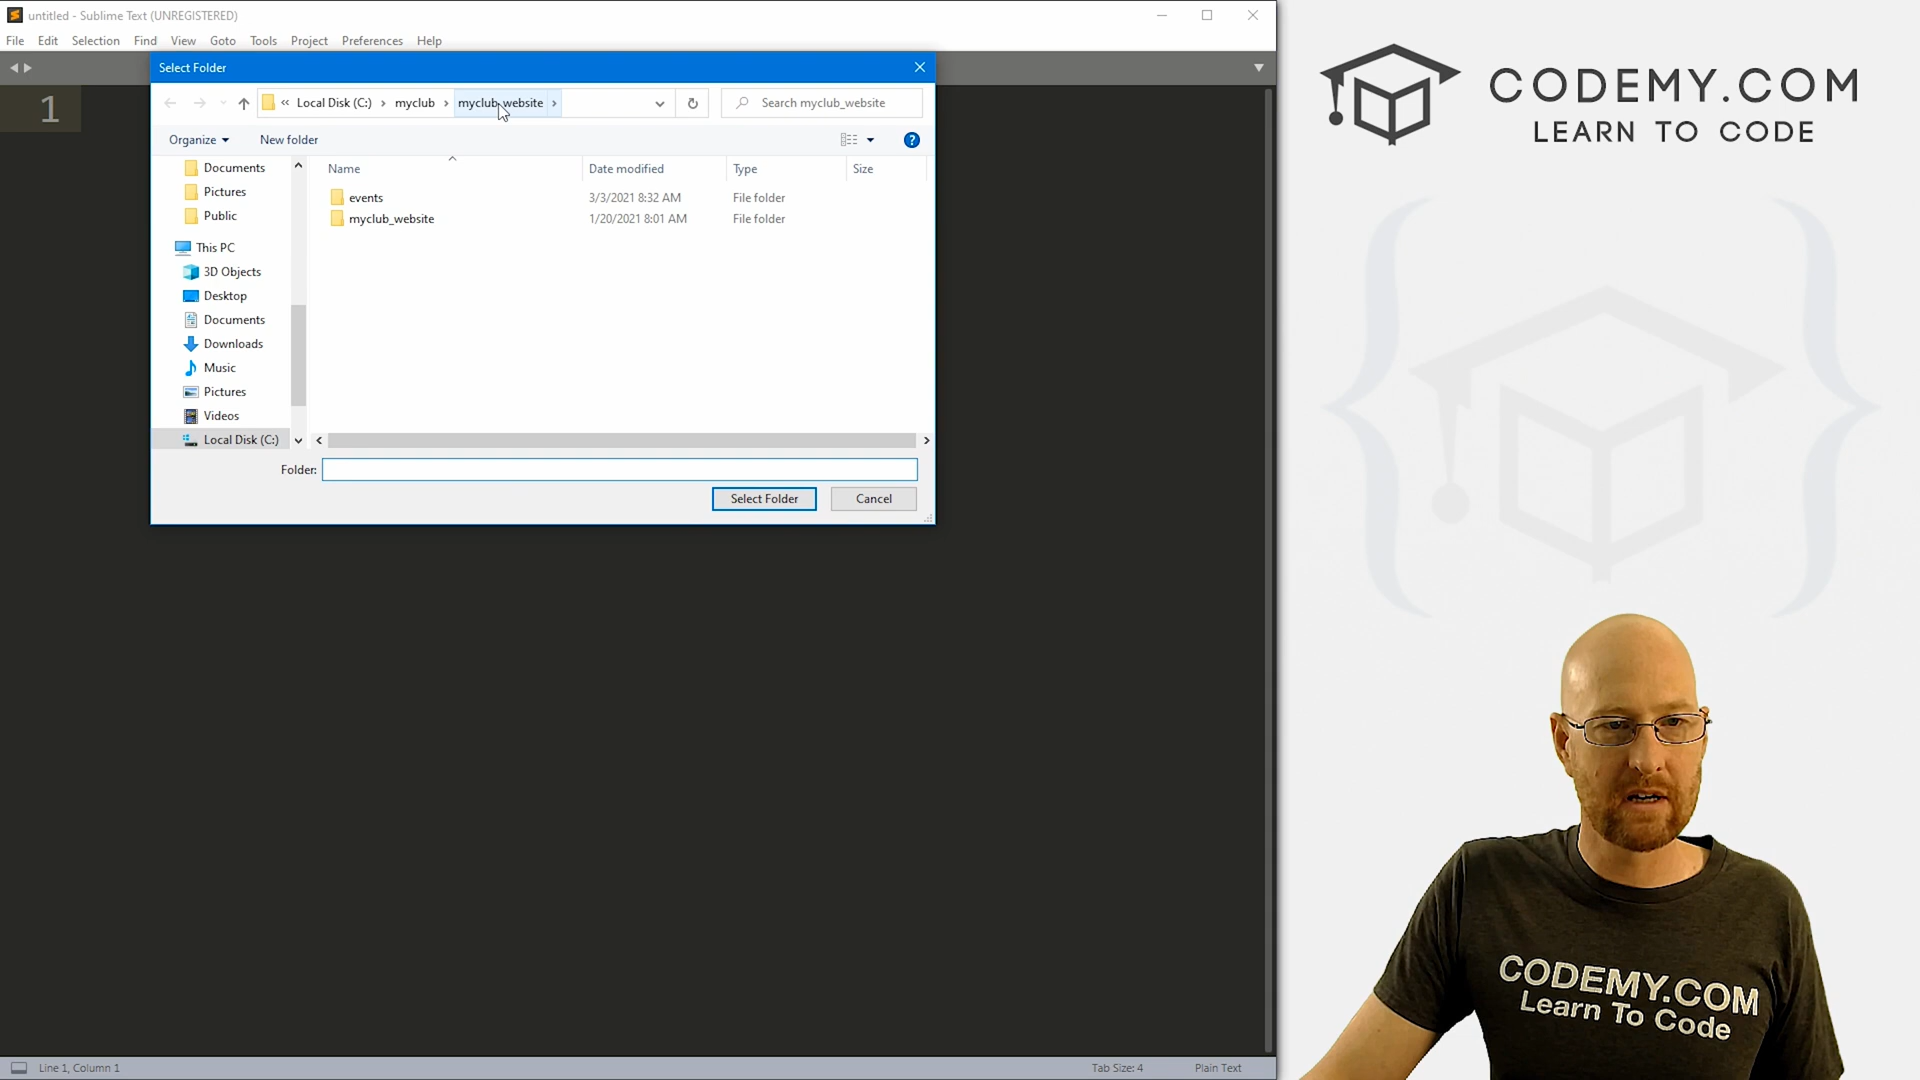 untitled - Sublime Text (UNREGISTERED)
File Edit Selection Find View Goto Tools Project Preferences Help
1
Select Folder
Local Disk (C:) myclub myclub_website
Search myclub_website
Organize New folder
Name Date modified Type Size
events 3/3/2021 8:32 AM File folder
myclub_website 1/20/2021 8:01 AM File folder
Documents
Pictures
Public
This PC
3D Objects
Desktop
Documents
Downloads
Music
Pictures
Videos
Local Disk (C:)
Folder:
Select Folder Cancel
Line 1, Column 1
Tab Size: 4 Plain Text
CODEMY.COM
LEARN TO CODE
CODEMY.COM
Learn To Code